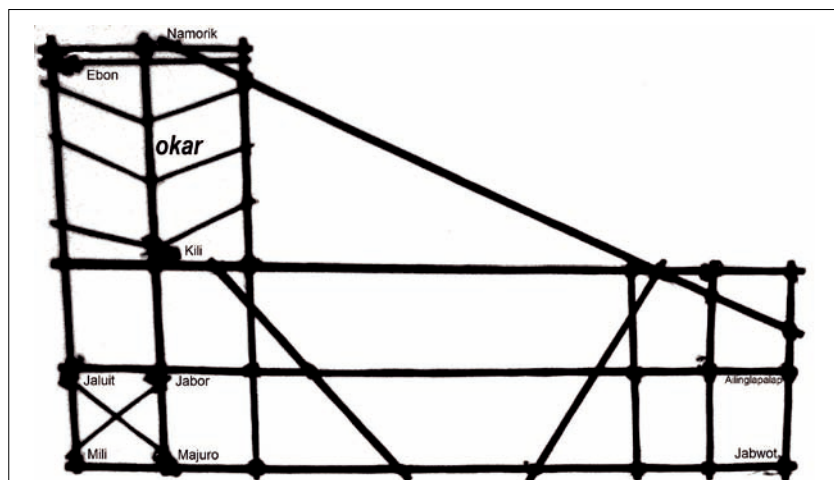 Namorik
Ebon
okar
Kili
Jaluit
Jabor
Ailinglapalap
Mili
Majuro
Jabwot